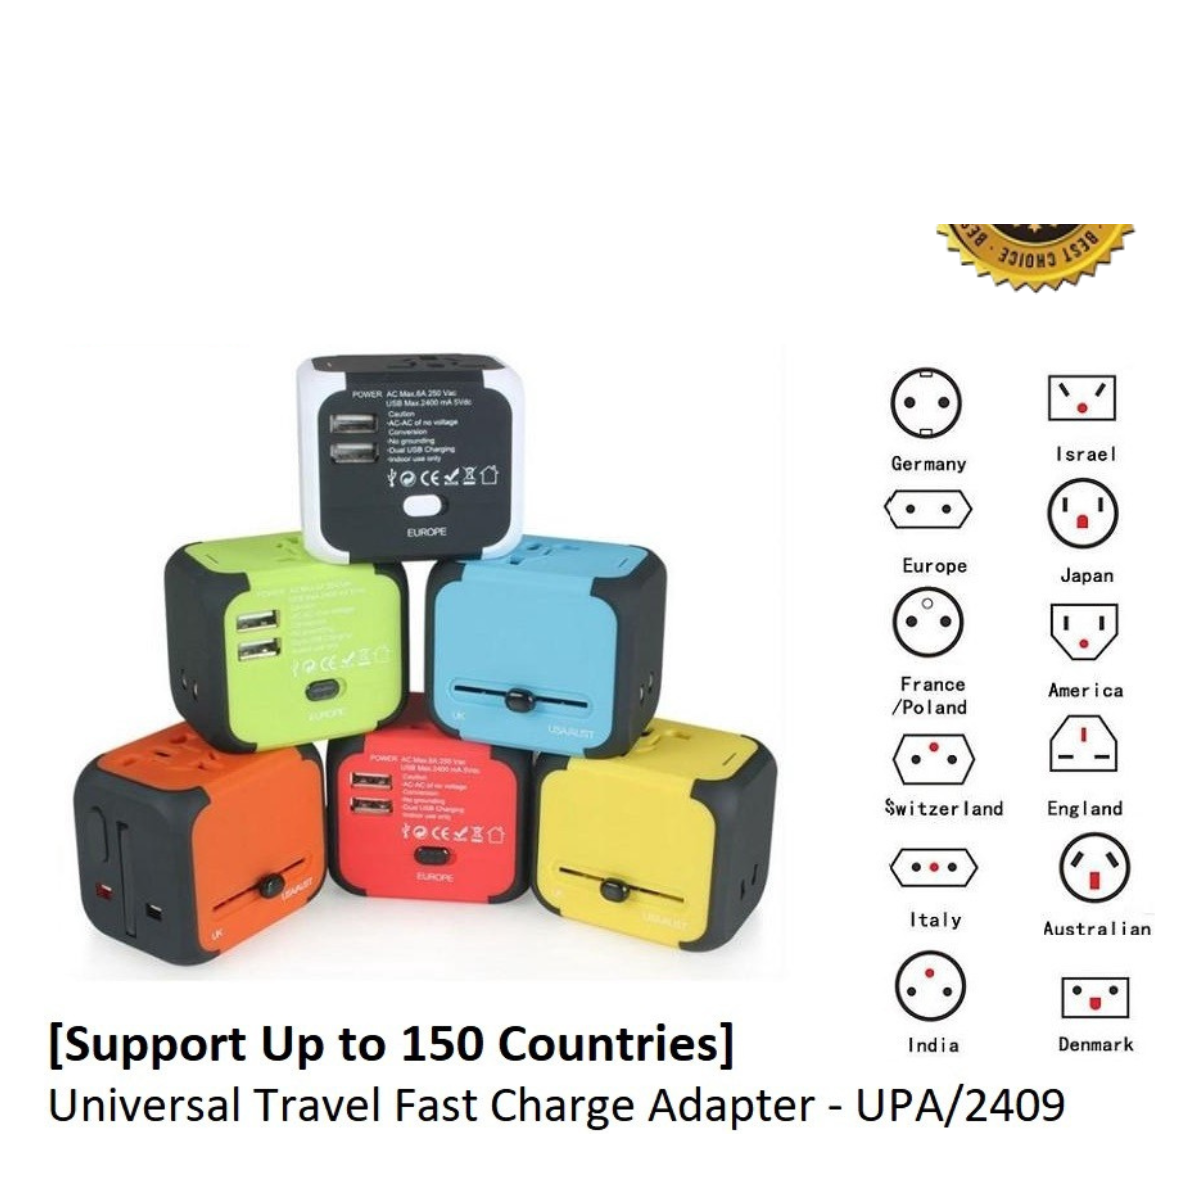 BEST CHOICE
POWER AC Max.6A 250 Vac
USB Max.2400 mA 5Vdc
Caution
·AC-AC of no voltage
Conversion
·No grounding
·Dual USB Charging
·Indoor use only
CE
EUROPE
CE
EUROPE
UK
USA/AUST
UK
USA/AUST
POWER AC Max.6A 250 Vac
USB Max.2400 mA 5Vdc
Caution
·AC-AC of no voltage
Conversion
·No grounding
·Dual USB Charging
Indoor use only
CE
EUROPE
USA/AUST
Germany
Israel
Europe
Japan
France
/Poland
America
Switzerland
England
Italy
Australian
India
Denmark
[Support Up to 150 Countries]
Universal Travel Fast Charge Adapter - UPA/2409